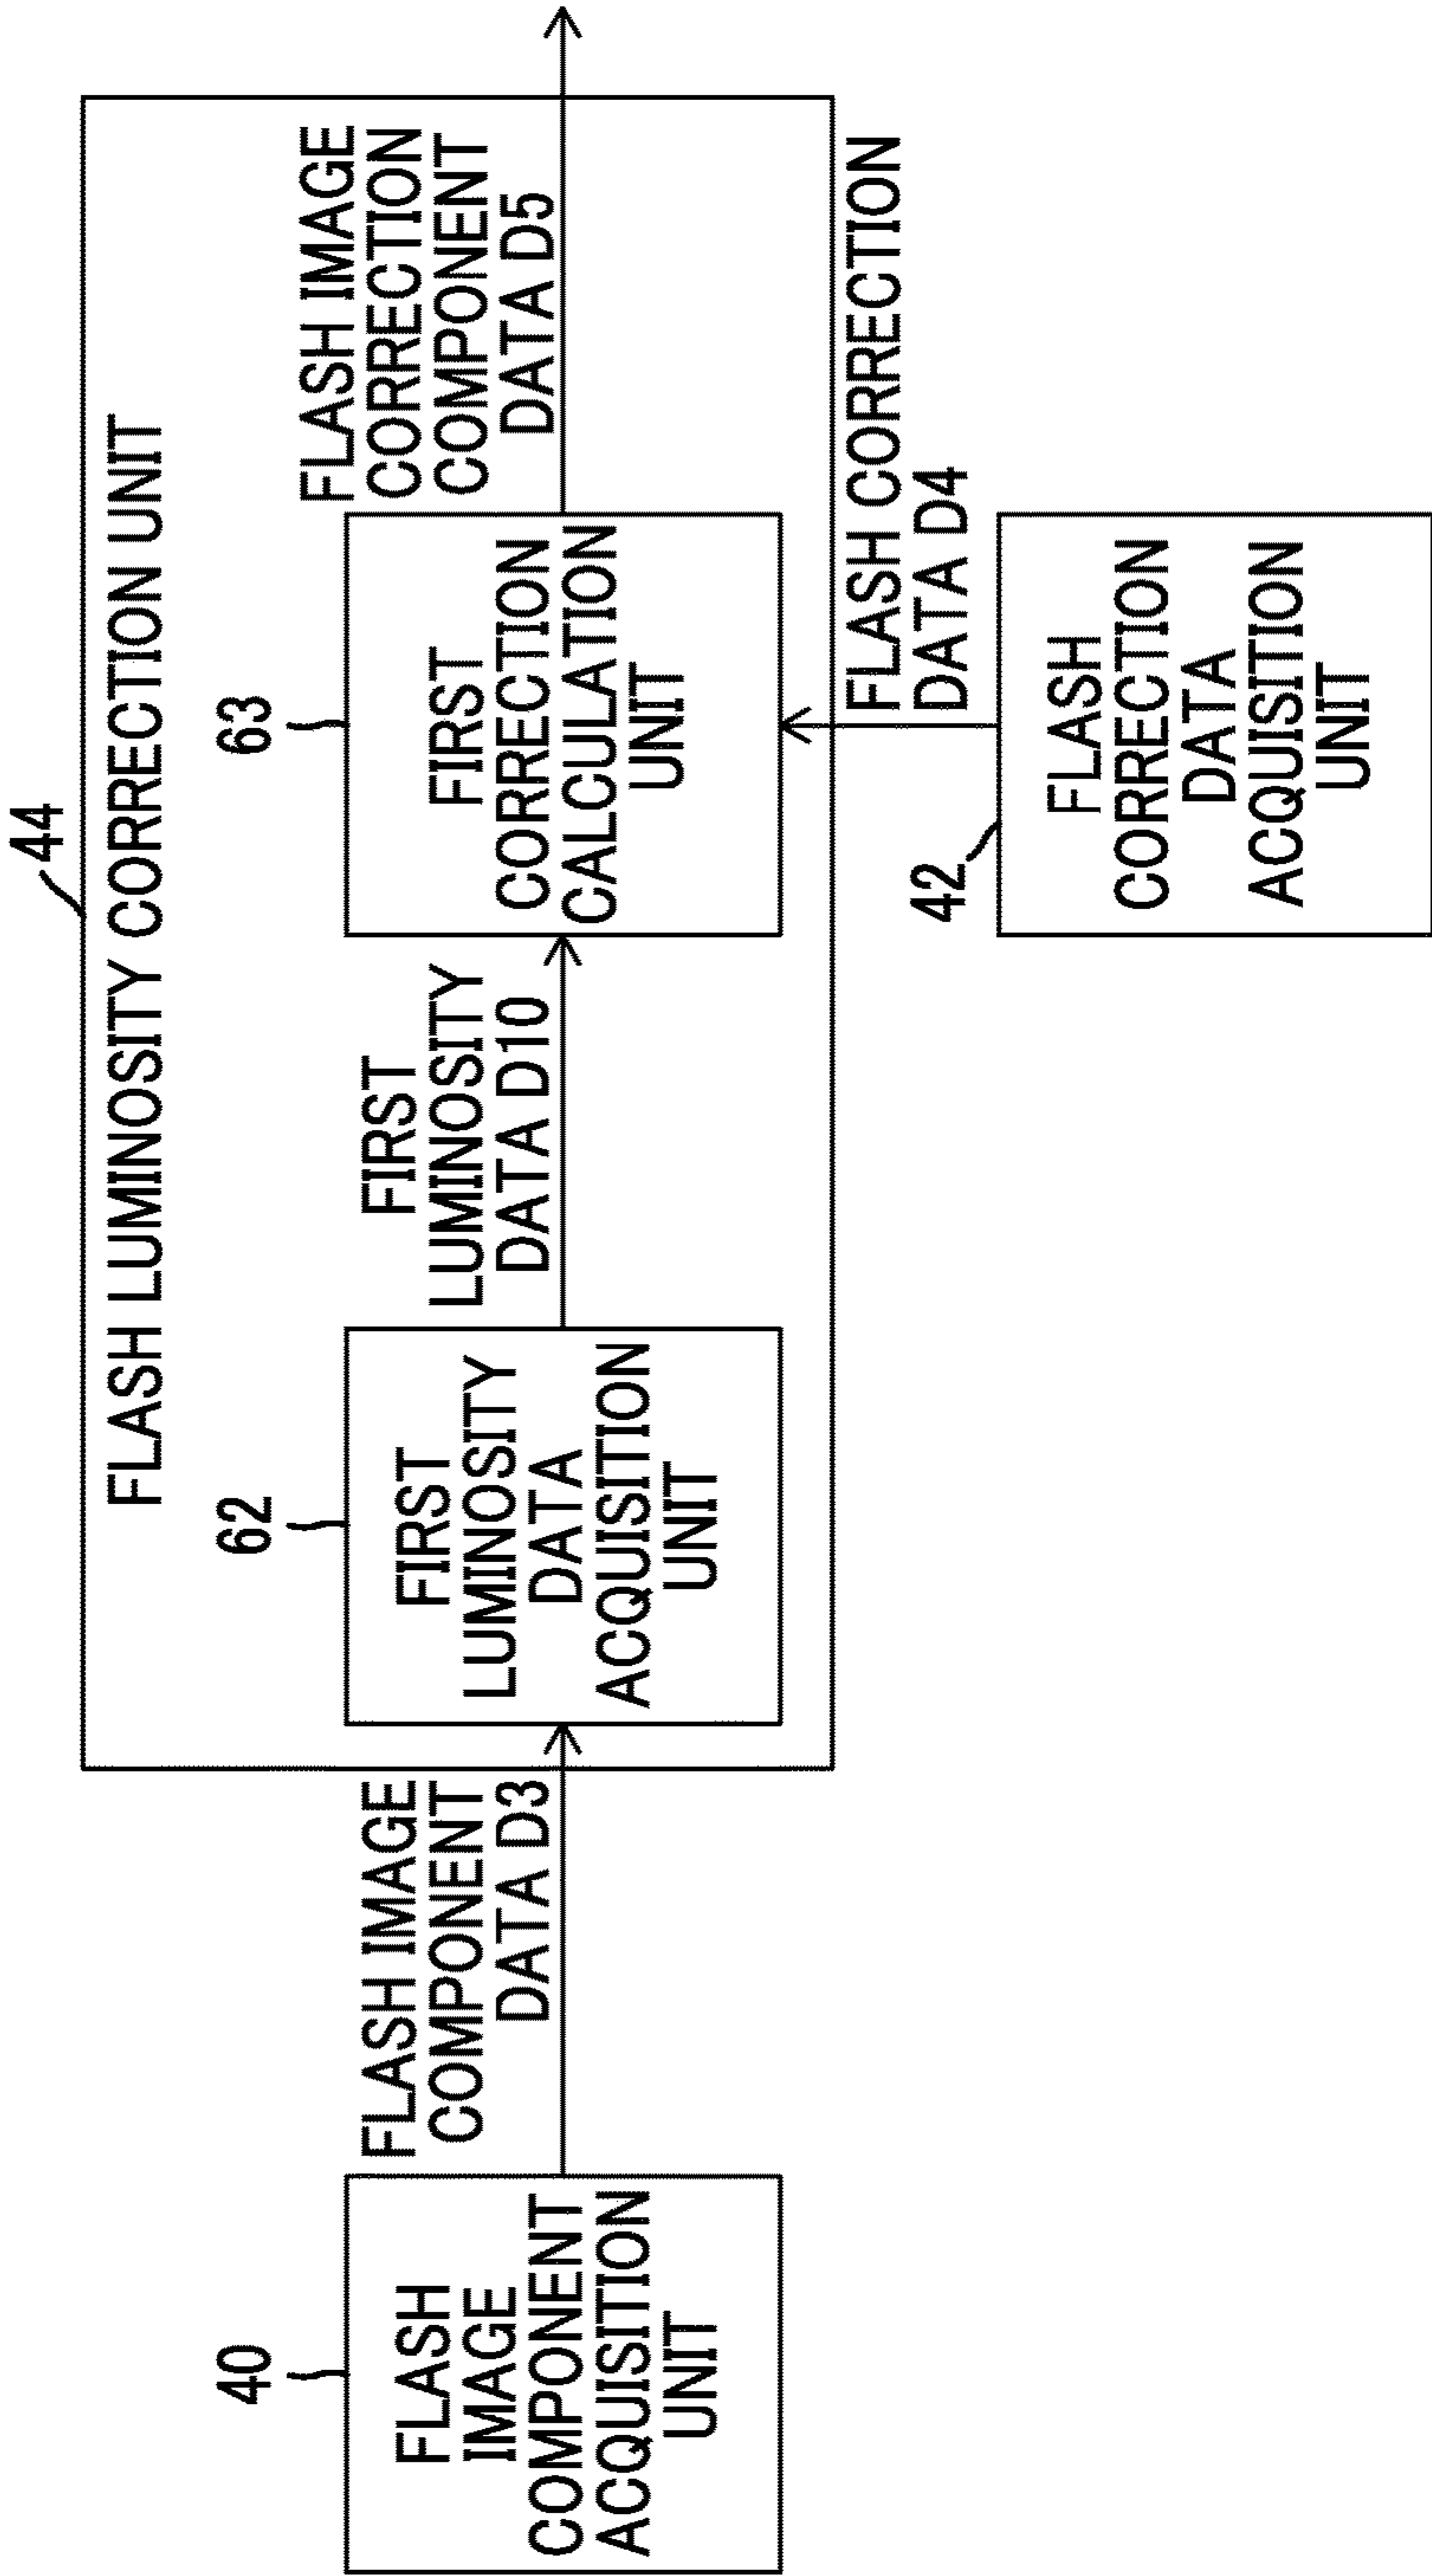 44
FLASH LUMINOSITY CORRECTION UNIT
40
FLASH
IMAGE
COMPONENT
ACQUISITION
UNIT
FLASH IMAGE
COMPONENT
DATA D3
62
FIRST
LUMINOSITY
DATA
ACQUISITION
UNIT
FIRST
LUMINOSITY
DATA D10
63
FIRST
CORRECTION
CALCULATION
UNIT
FLASH IMAGE
CORRECTION
COMPONENT
DATA D5
FLASH CORRECTION
DATA D4
42
FLASH
CORRECTION
DATA
ACQUISITION
UNIT